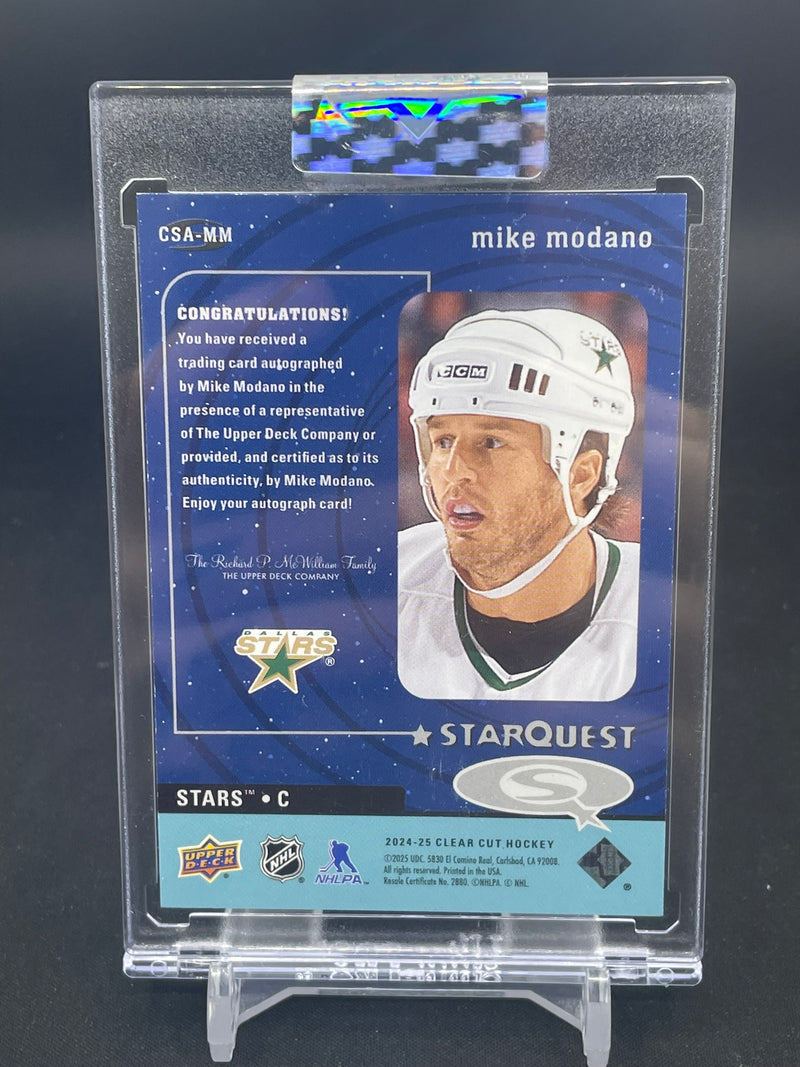 CSA-MM
mike modano
CONGRATULATIONS!
You have received a
trading card autographed
by Mike Modano in the
presence of a representative
of The Upper Deck Company or
provided, and certified as to its
authenticity, by Mike Modano.
Enjoy your autograph card!
The Richard P. McWilliam Family
THE UPPER DECK COMPANY
DALLAS
STARS®
CCM
STARS
STARQUEST
S
STARS™ • C
UPPER
DECK
NHL
NHLPA™
2024-25 CLEAR CUT HOCKEY
©2025 UDC. 5830 El Camino Real, Carlsbad, CA 92008.
All rights reserved. Printed in the USA.
Resale Certificate No. 2880. ©NHLPA. © NHL.
®